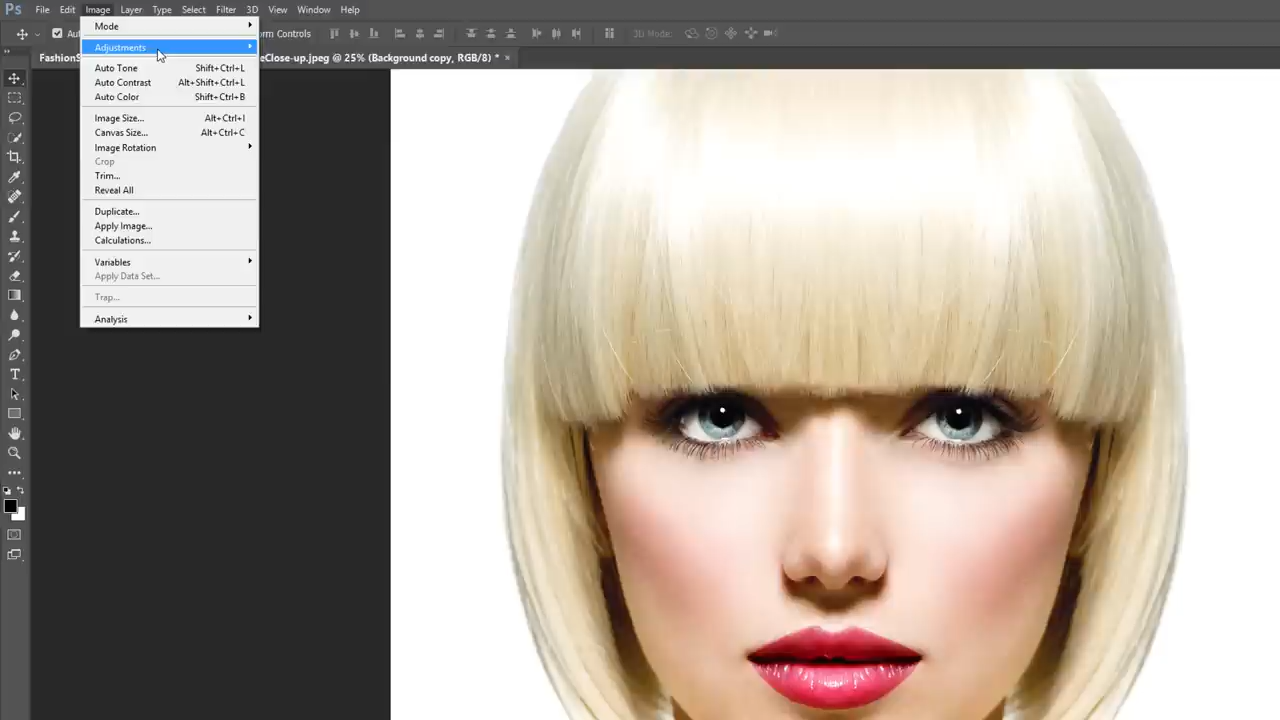 Ps File Edit Image Layer Type Select Filter 3D View Window Help
Mode
orm Controls
3D Mode:
Adjustments
eClose-up.jpeg @ 25% (Background copy, RGB/8) * ×
Auto Tone Shift+Ctrl+L
Auto Contrast Alt+Shift+Ctrl+L
Auto Color Shift+Ctrl+B
Image Size... Alt+Ctrl+I
Canvas Size... Alt+Ctrl+C
Image Rotation
Crop
Trim...
Reveal All
Duplicate...
Apply Image...
Calculations...
Variables
Apply Data Set...
Trap...
Analysis